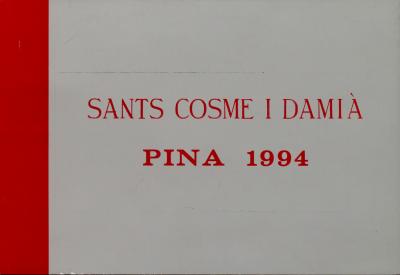 SANTS COSME I DAMIÀ
PINA 1994